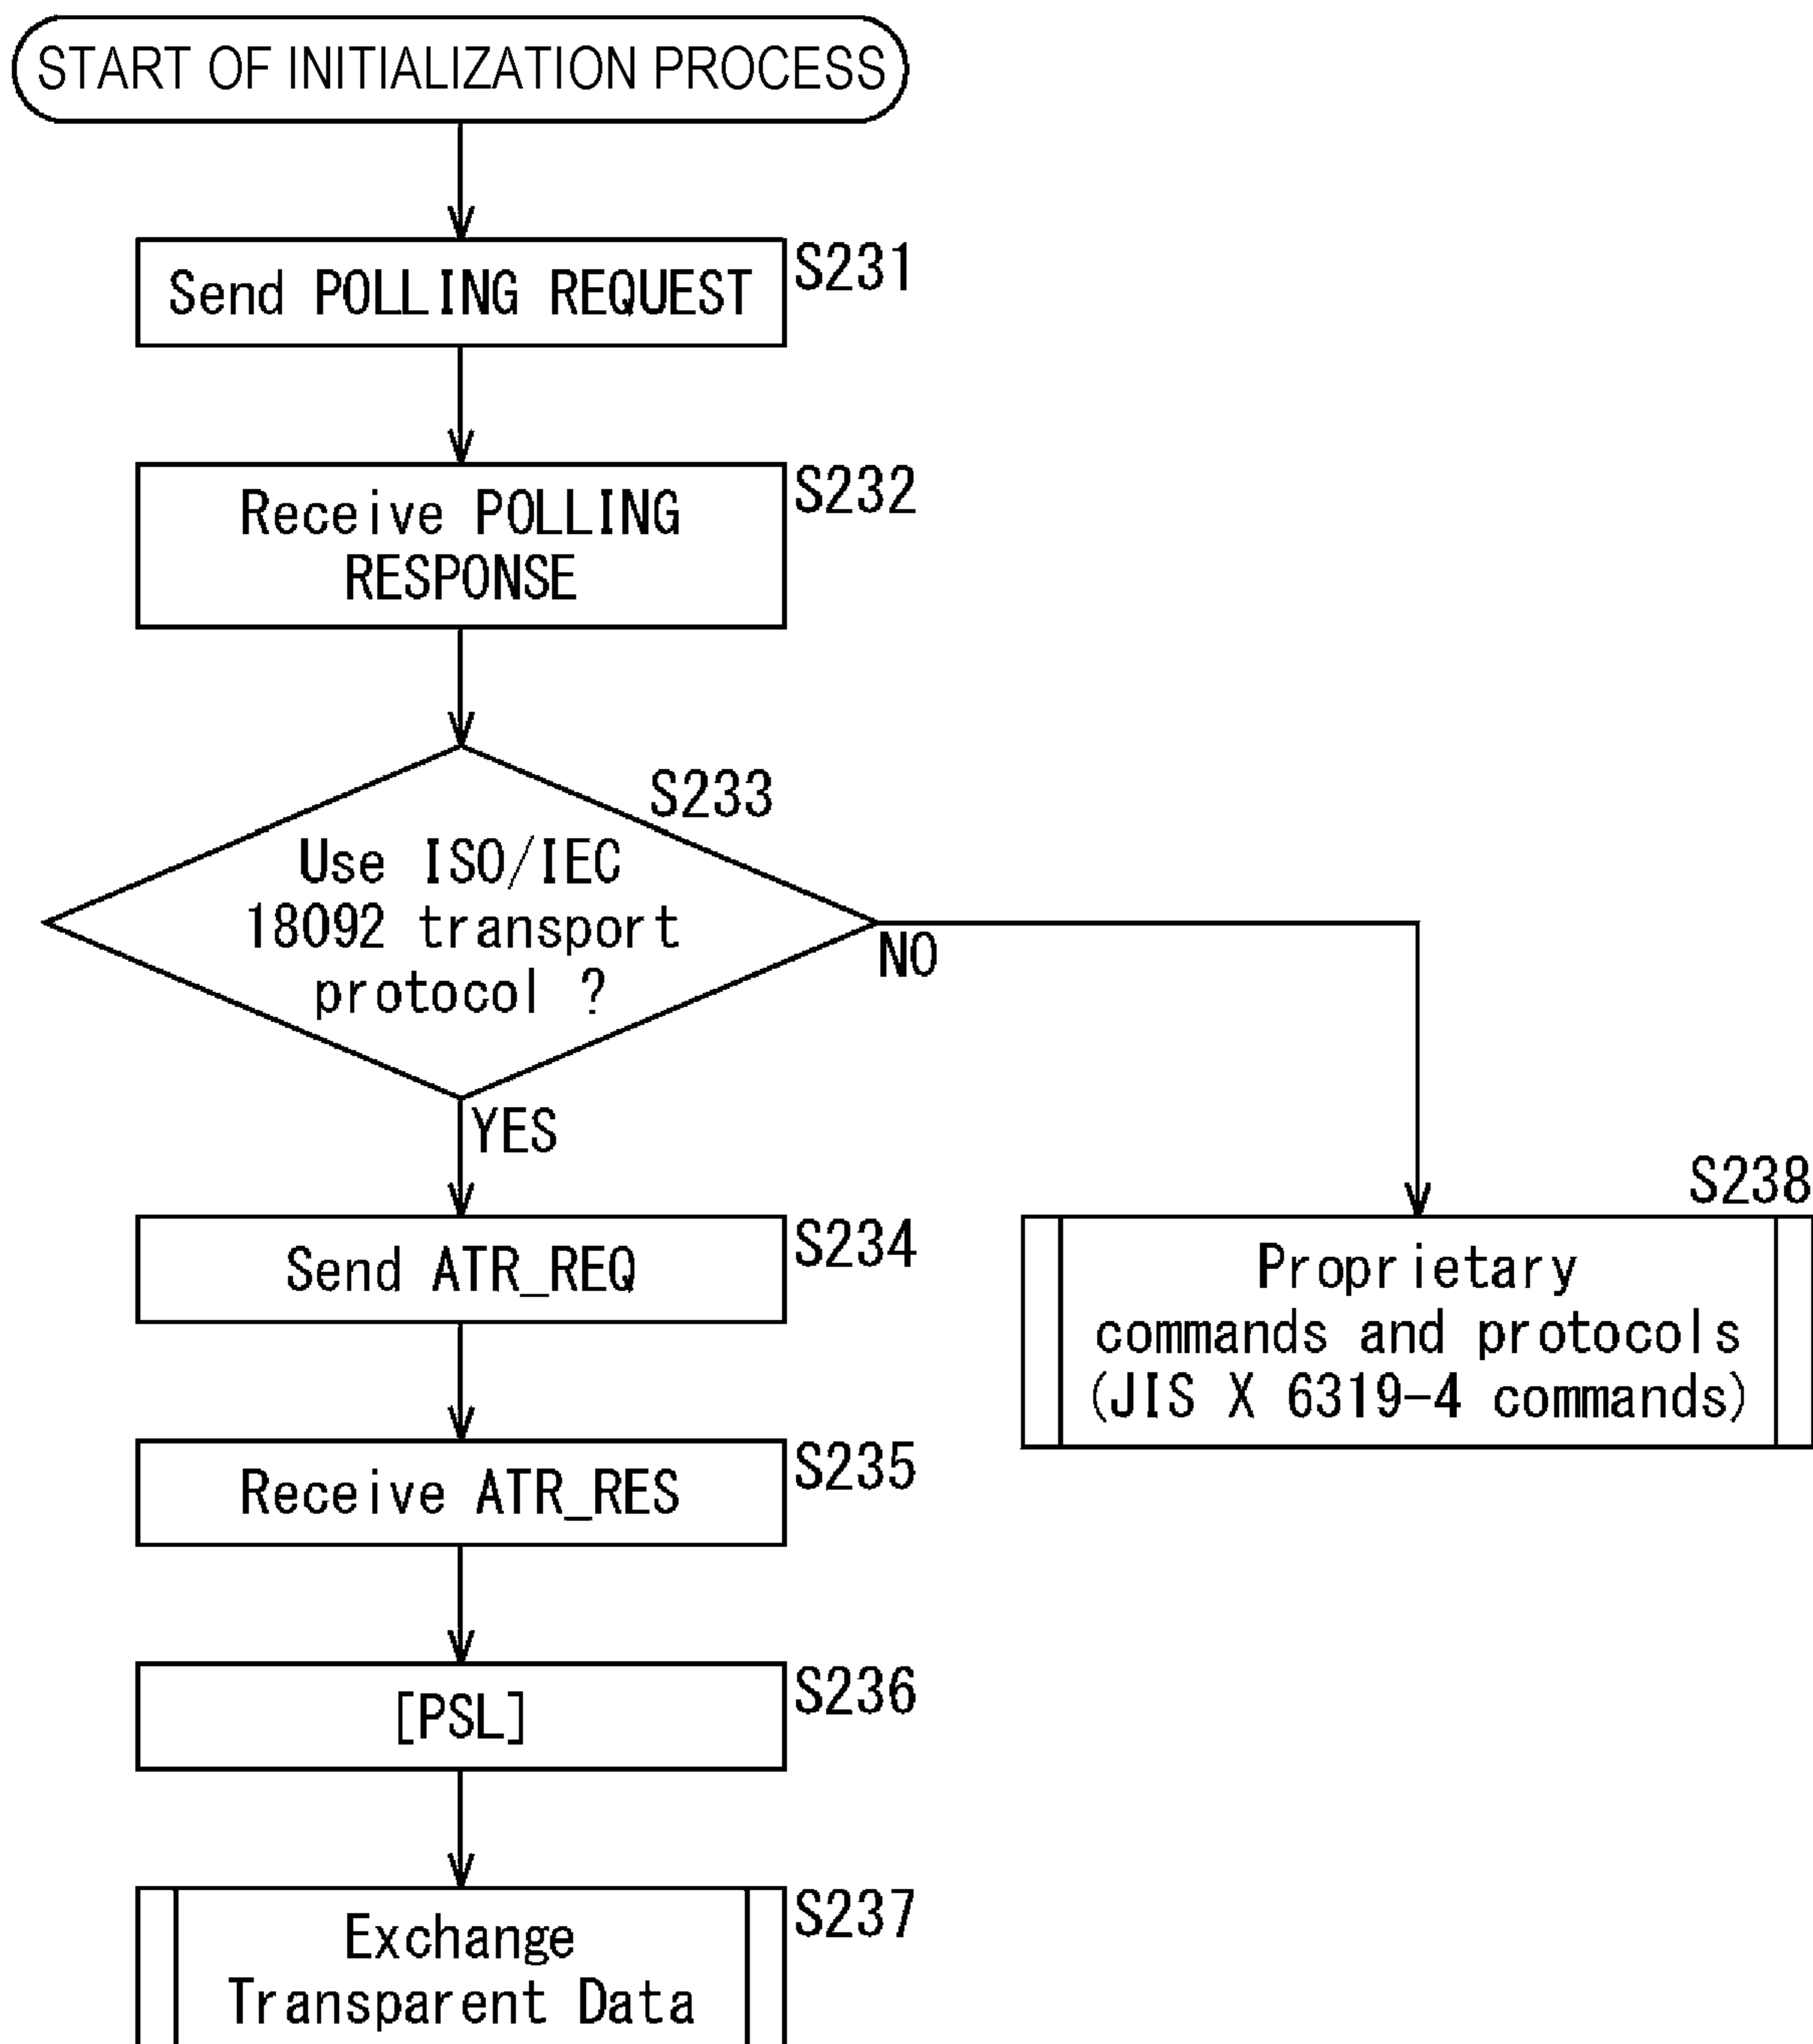 START OF INITIALIZATION PROCESS
Send POLLING REQUEST
S231
Receive POLLING
RESPONSE
S232
S233
Use ISO/IEC
18092 transport
protocol ?
NO
YES
Send ATR_REQ
S234
S238
Proprietary
commands and protocols
(JIS X 6319-4 commands)
Receive ATR_RES
S235
[PSL]
S236
Exchange
Transparent Data
S237